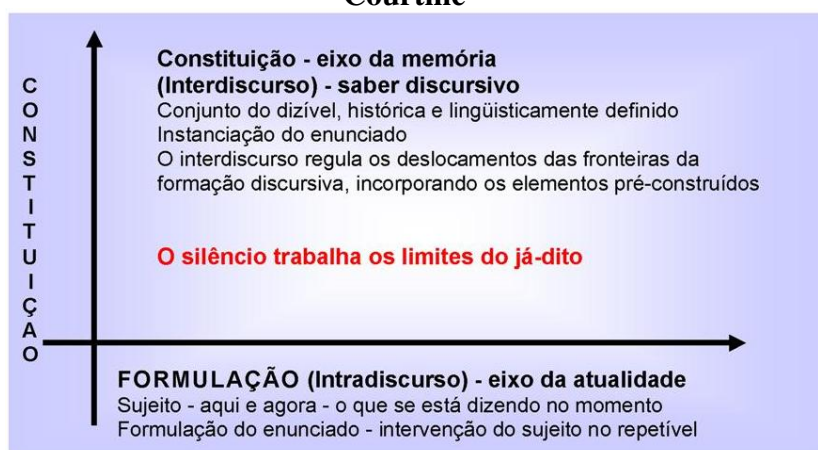 Courtine
CONSTITUIÇAO
Constituição - eixo da memória
(Interdiscurso) - saber discursivo
Conjunto do dizível, histórica e lingüisticamente definido
Instanciação do enunciado
O interdiscurso regula os deslocamentos das fronteiras da
formação discursiva, incorporando os elementos pré-construídos
O silêncio trabalha os limites do já-dito
FORMULAÇÃO (Intradiscurso) - eixo da atualidade
Sujeito - aqui e agora - o que se está dizendo no momento
Formulação do enunciado - intervenção do sujeito no repetível